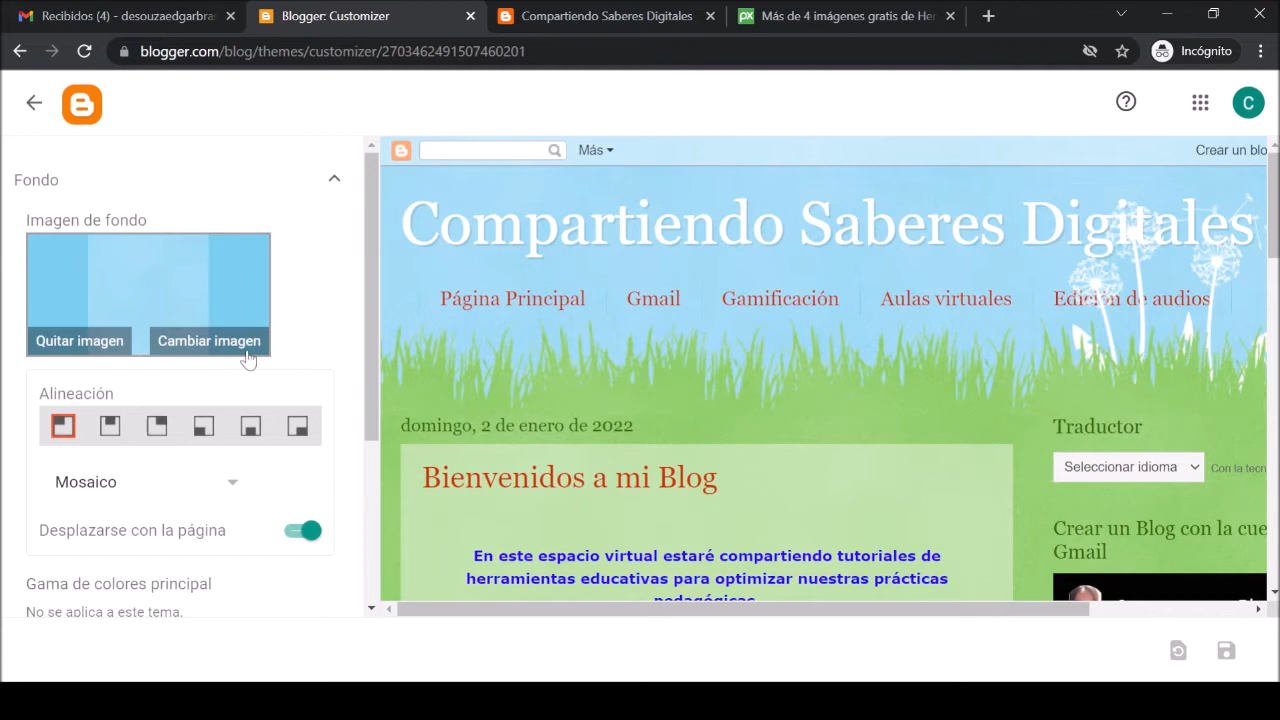 Recibidos (4) - desouzaedgarbras
Blogger: Customizer
Compartiendo Saberes Digitales
Más de 4 imágenes gratis de Her
blogger.com/blog/themes/customizer/2703462491507460201
Incógnito
C
Fondo
Imagen de fondo
Quitar imagen
Cambiar imagen
Alineación
Mosaico
Desplazarse con la página
Gama de colores principal
No se aplica a este tema.
Más
Crear un blo
Compartiendo Saberes Digitales
Página Principal
Gmail
Gamificación
Aulas virtuales
Edición de audios
domingo, 2 de enero de 2022
Bienvenidos a mi Blog
En este espacio virtual estaré compartiendo tutoriales de
herramientas educativas para optimizar nuestras prácticas
pedagógicas
Traductor
Seleccionar idioma
Con la tecn
Crear un Blog con la cue
Gmail